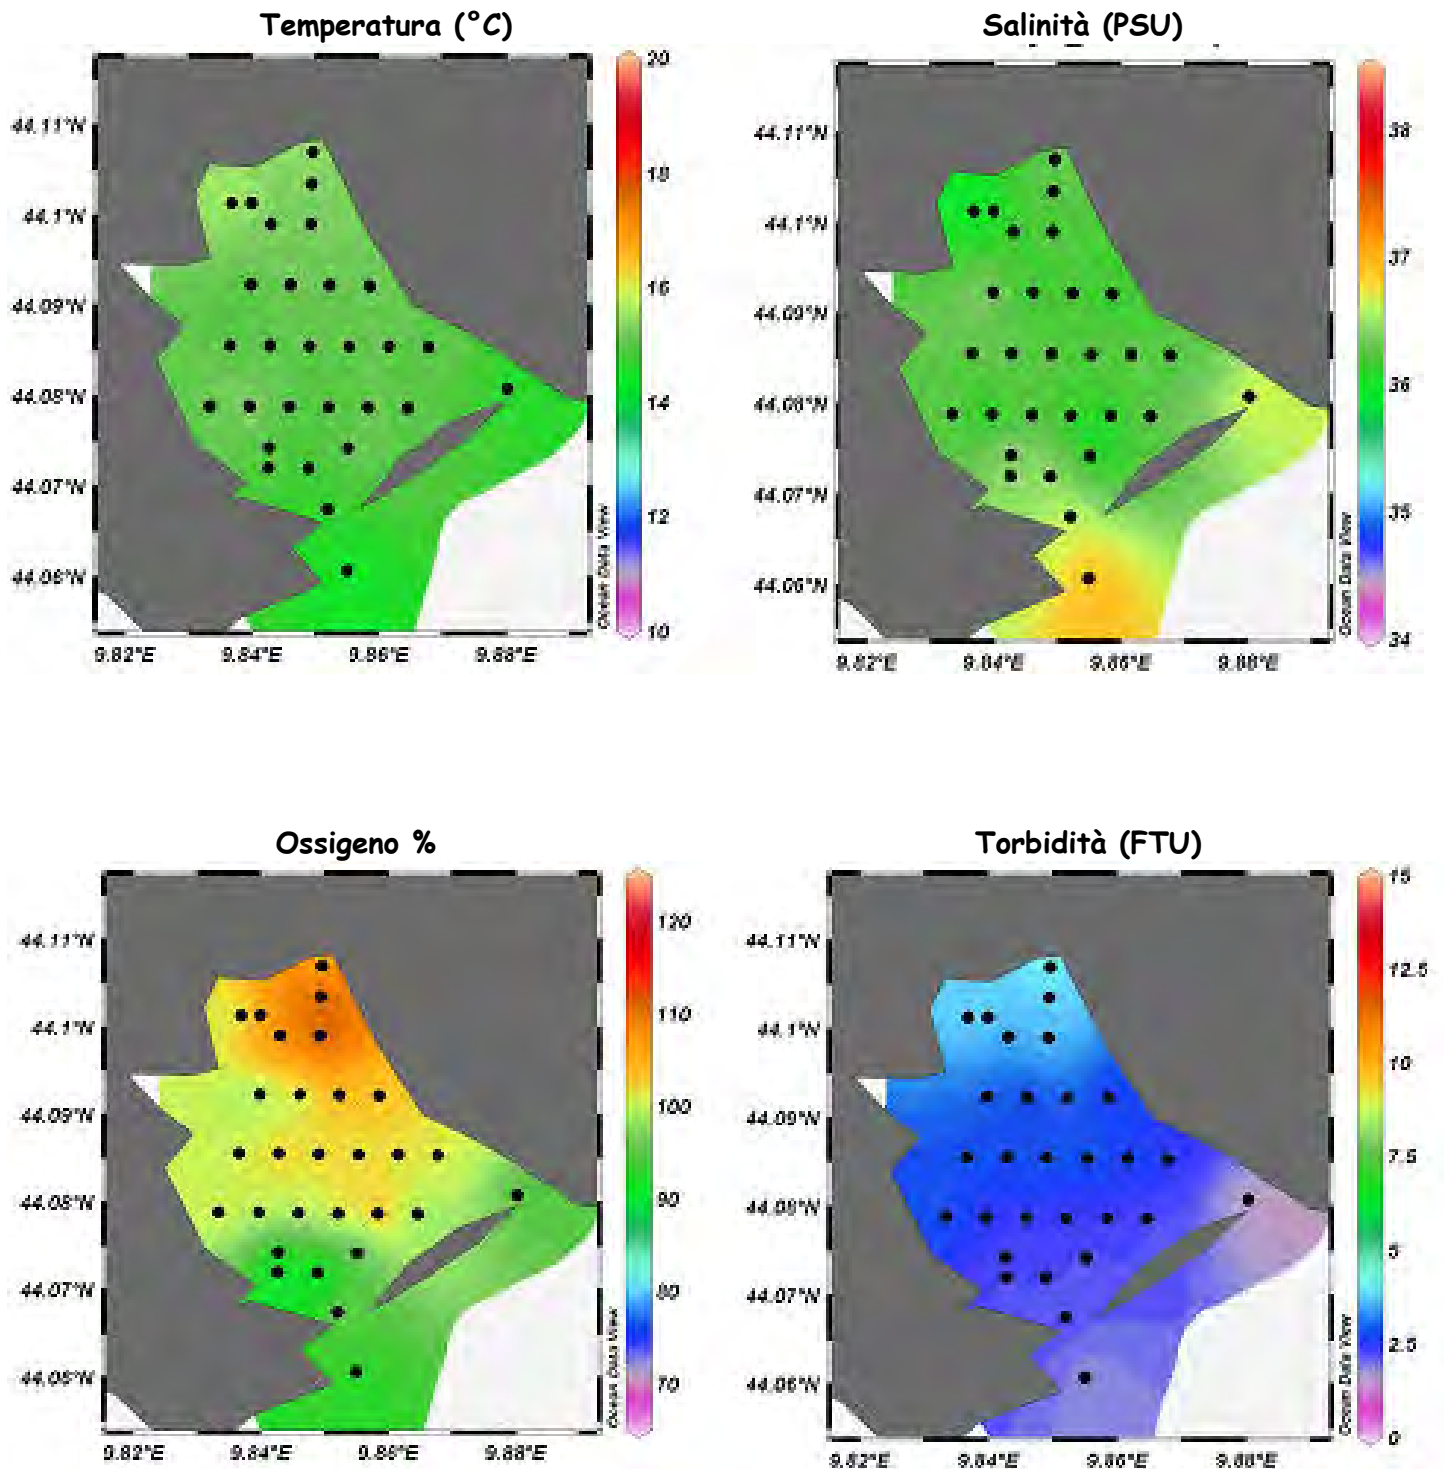 Temperatura (°C)
20
18
16
14
12
10
44.11°N
44.1°N
44.09°N
44.08°N
44.07°N
44.06°N
9.82°E 9.84°E 9.86°E 9.88°E
Ocean Data View
Salinità (PSU)
38
37
36
35
34
44.11°N
44.1°N
44.09°N
44.08°N
44.07°N
44.06°N
9.82°E 9.84°E 9.86°E 9.88°E
Ocean Data View
Ossigeno %
120
110
100
90
80
70
44.11°N
44.1°N
44.09°N
44.08°N
44.07°N
44.06°N
9.82°E 9.84°E 9.86°E 9.88°E
Ocean Data View
Torbidità (FTU)
15
12.5
10
7.5
5
2.5
0
44.11°N
44.1°N
44.09°N
44.08°N
44.07°N
44.06°N
9.82°E 9.84°E 9.86°E 9.88°E
Ocean Data View